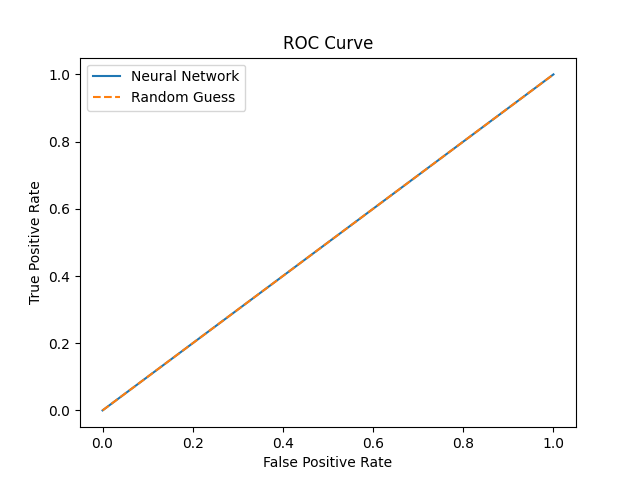 ROC Curve
Neural Network
Random Guess
True Positive Rate
1.0
0.8
0.6
0.4
0.2
0.0
0.0 0.2 0.4 0.6 0.8 1.0
False Positive Rate